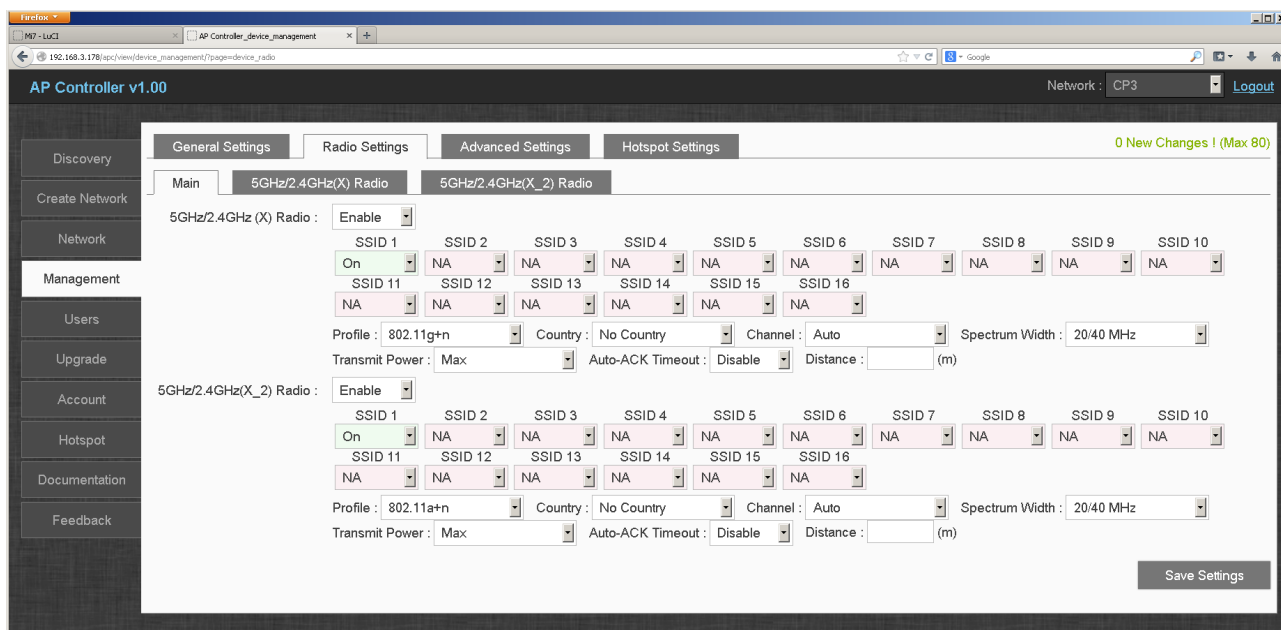 Firefox
Mi7 - LuCI × AP Controller_device_management × +
192.168.3.178/apc/view/device_management/?page=device_radio Google
AP Controller v1.00 Network : CP3 Logout
General Settings Radio Settings Advanced Settings Hotspot Settings 0 New Changes ! (Max 80)
Discovery
Create Network
Network
Management
Users
Upgrade
Account
Hotspot
Documentation
Feedback
Main 5GHz/2.4GHz(X) Radio 5GHz/2.4GHz(X_2) Radio
5GHz/2.4GHz (X) Radio : Enable
SSID 1 SSID 2 SSID 3 SSID 4 SSID 5 SSID 6 SSID 7 SSID 8 SSID 9 SSID 10
On NA NA NA NA NA NA NA NA NA
SSID 11 SSID 12 SSID 13 SSID 14 SSID 15 SSID 16
NA NA NA NA NA NA
Profile : 802.11g+n Country : No Country Channel : Auto Spectrum Width : 20/40 MHz
Transmit Power : Max Auto-ACK Timeout : Disable Distance : (m)
5GHz/2.4GHz(X_2) Radio : Enable
SSID 1 SSID 2 SSID 3 SSID 4 SSID 5 SSID 6 SSID 7 SSID 8 SSID 9 SSID 10
On NA NA NA NA NA NA NA NA NA
SSID 11 SSID 12 SSID 13 SSID 14 SSID 15 SSID 16
NA NA NA NA NA NA
Profile : 802.11a+n Country : No Country Channel : Auto Spectrum Width : 20/40 MHz
Transmit Power : Max Auto-ACK Timeout : Disable Distance : (m)
Save Settings